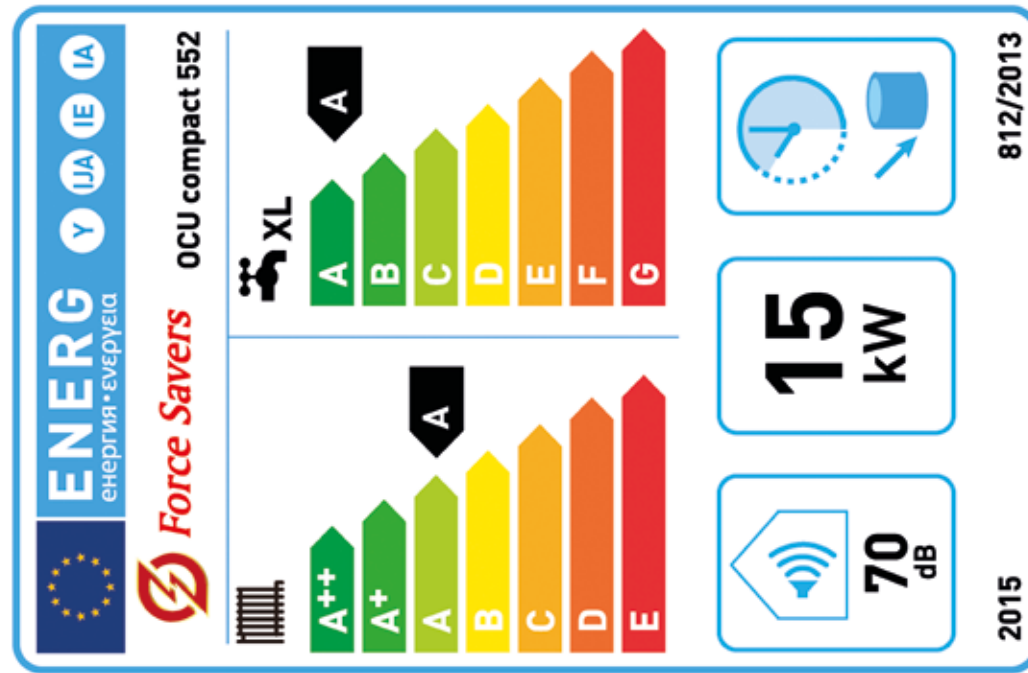 ENERG
енергия·ενεργεια
Y IJA IE IA
Force Savers
OCU compact 552
A++
A+
A
B
C
D
E
A
XL
A
B
C
D
E
F
G
A
70
dB
15
kW
2015
812/2013